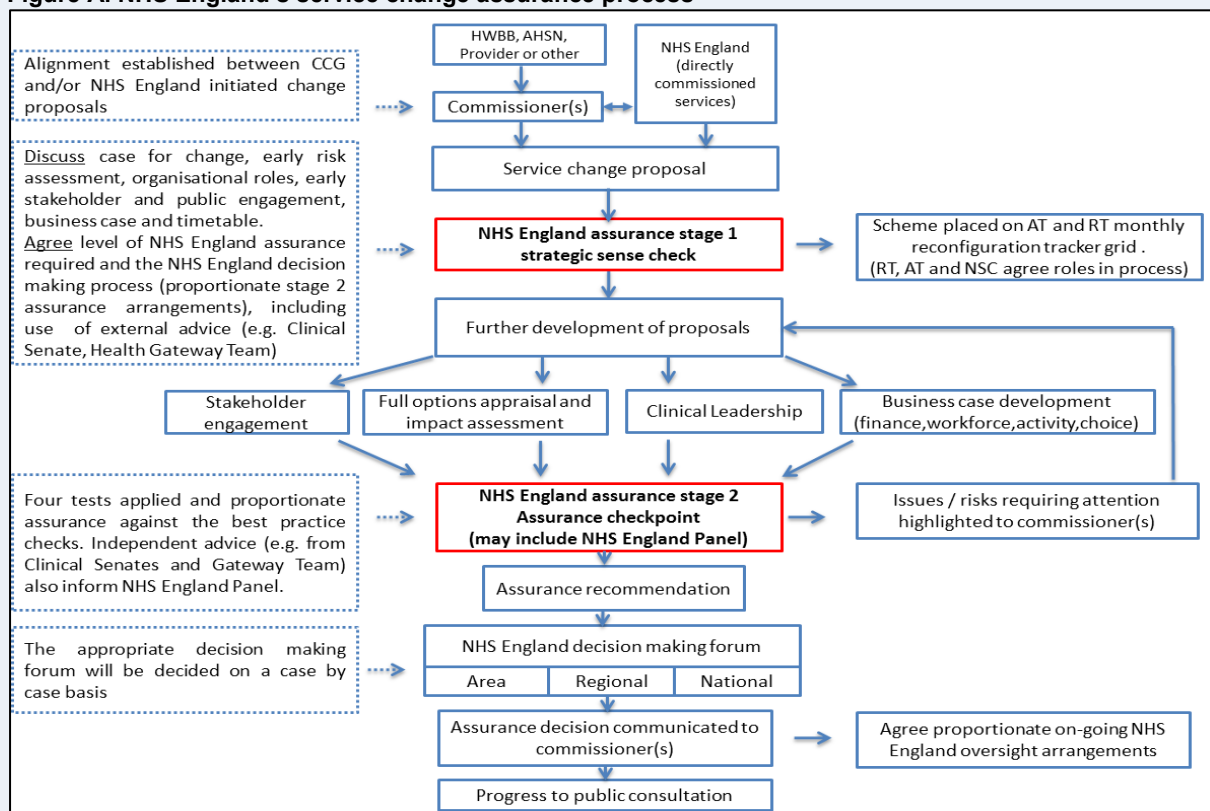 Figure A: NHS England's service change assurance process
HWBB, AHSN,
Provider or other
NHS England
(directly
commissioned
services)
Alignment established between CCG
and/or NHS England initiated change
proposals
Commissioner(s)
Service change proposal
Discuss case for change, early risk
assessment, organisational roles, early
stakeholder and public engagement,
business case and timetable.
Agree level of NHS England assurance
required and the NHS England decision
making process (proportionate stage 2
assurance arrangements), including
use of external advice (e.g. Clinical
Senate, Health Gateway Team)
NHS England assurance stage 1
strategic sense check
Scheme placed on AT and RT monthly
reconfiguration tracker grid .
(RT, AT and NSC agree roles in process)
Further development of proposals
Stakeholder
engagement
Full options appraisal and
impact assessment
Clinical Leadership
Business case development
(finance,workforce,activity,choice)
Four tests applied and proportionate
assurance against the best practice
checks. Independent advice (e.g. from
Clinical Senates and Gateway Team)
also inform NHS England Panel.
NHS England assurance stage 2
Assurance checkpoint
(may include NHS England Panel)
Issues / risks requiring attention
highlighted to commissioner(s)
Assurance recommendation
The appropriate decision making
forum will be decided on a case by
case basis
NHS England decision making forum
Area Regional National
Assurance decision communicated to
commissioner(s)
Agree proportionate on-going NHS
England oversight arrangements
Progress to public consultation